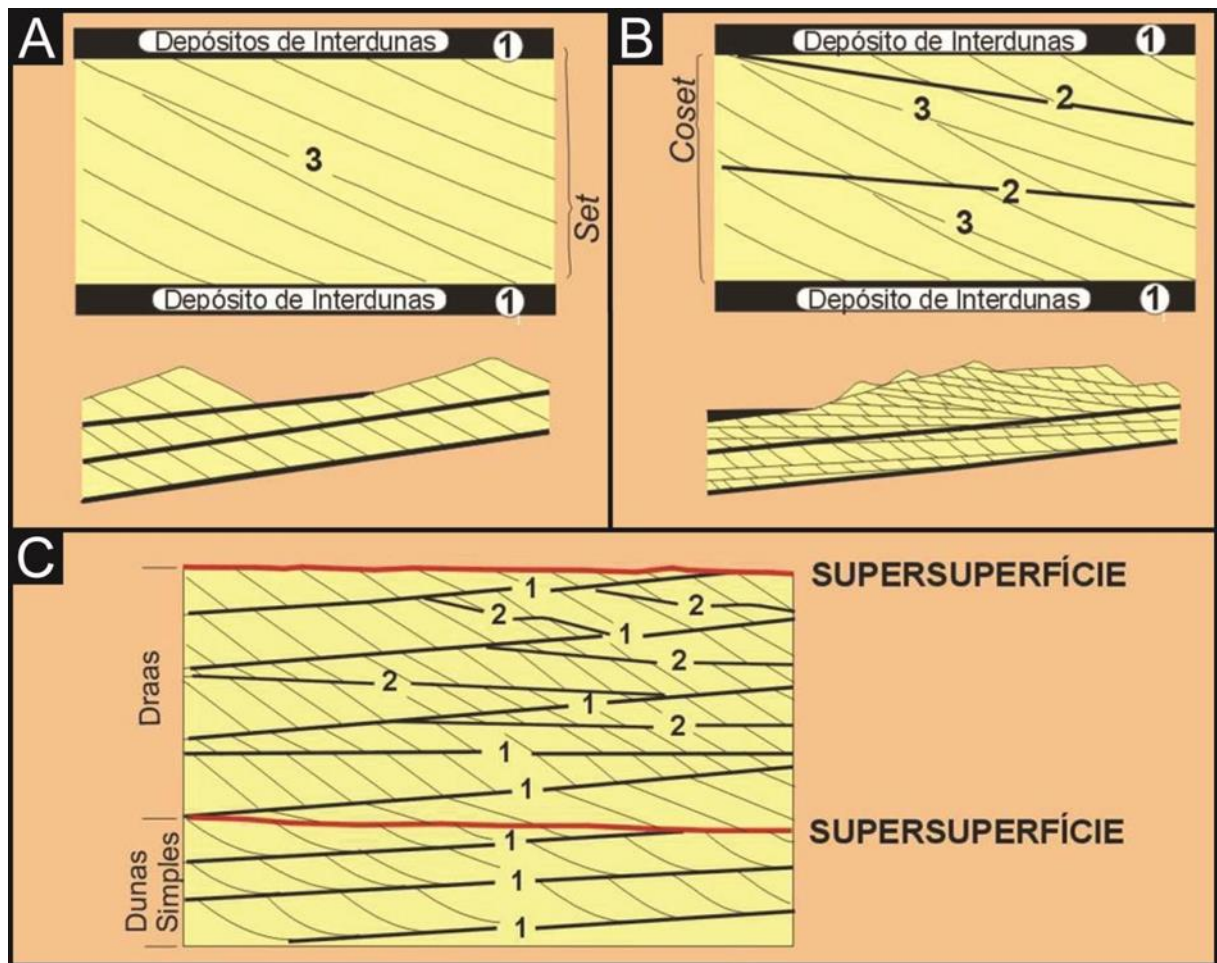 A
Depósitos de Interdunas 1
3
Set
Depósito de Interdunas 1
B
Depósito de Interdunas 1
2
3
Coset
2
3
Depósito de Interdunas 1
C
SUPERSUPERFÍCIE
1
2
2
1
2
Draas
2
1
2
1
1
SUPERSUPERFÍCIE
1
Dunas
Simples
1
1